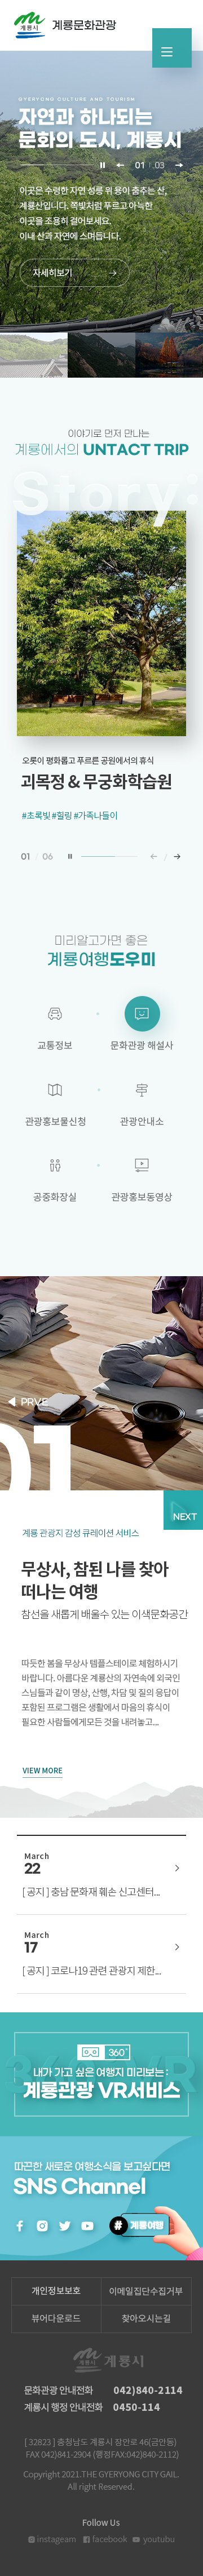 계룡시
계룡문화관광
GYERYONG CULTURE AND TOURISM
자연과 하나되는
문화의 도시, 계룡시
01 03
이곳은 수령한 자연 성릉 위 용이 춤추는 산,
계룡산입니다. 쪽빛처럼 푸르고 아늑한
이곳을 조용히 걸어보세요.
이내 산과 자연에 스며듭니다.
자세히보기
이야기로 먼저 만나는
계룡에서의 UNTACT TRIP
Story:
오롯이 평화롭고 푸르른 공원에서의 휴식
괴목정 & 무궁화학습원
#초록빛 #힐링 #가족나들이
01 / 06
미리알고가면 좋은
계룡여행도우미
교통정보
문화관광 해설사
관광홍보물신청
관광안내소
공중화장실
관광홍보동영상
PRVE
01
NEXT
계룡 관광지 감성 큐레이션 서비스
무상사, 참된 나를 찾아
떠나는 여행
참선을 새롭게 배울수 있는 이색문화공간
따듯한 봄을 무상사 템플스테이로 체험하시기
바랍니다. 아름다운 계룡산의 자연속에 외국인
스님들과 같이 명상, 산행, 차담 및 질의 응답이
포함된 프로그램은 생활에서 마음의 휴식이
필요한 사람들에게모든 것을 내려놓고...
VIEW MORE
March
22
[ 공지 ] 충남 문화재 훼손 신고센터...
March
17
[ 공지 ] 코로나19 관련 관광지 제한...
360°
360 VR
내가 가고 싶은 여행지 미리보는 :
계룡관광 VR서비스
따끈한 새로운 여행소식을 보고싶다면
SNS Channel
# 계룡여행
개인정보보호
이메일집단수집거부
뷰어다운로드
찾아오시는길
계룡시
문화관광 안내전화 042)840-2114
계룡시 행정 안내전화 0450-114
[ 32823 ] 충청남도 계룡시 장안로 46(금안동)
FAX 042)841-2904 (행정FAX:042)840-2112)
Copyright 2021.THE GYERYONG CITY GAIL.
All right Reserved.
Follow Us
instageam facebook youtubu